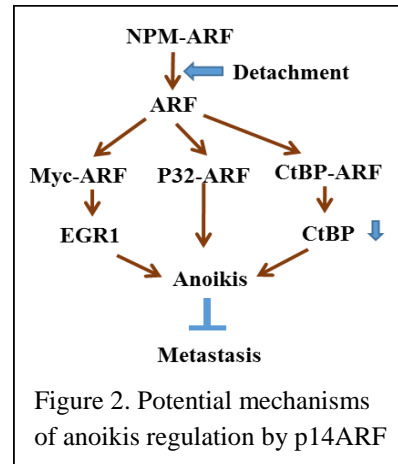 NPM-ARF
Detachment
ARF
Myc-ARF P32-ARF CtBP-ARF
EGR1 CtBP
Anoikis
Metastasis
Figure 2. Potential mechanisms
of anoikis regulation by p14ARF